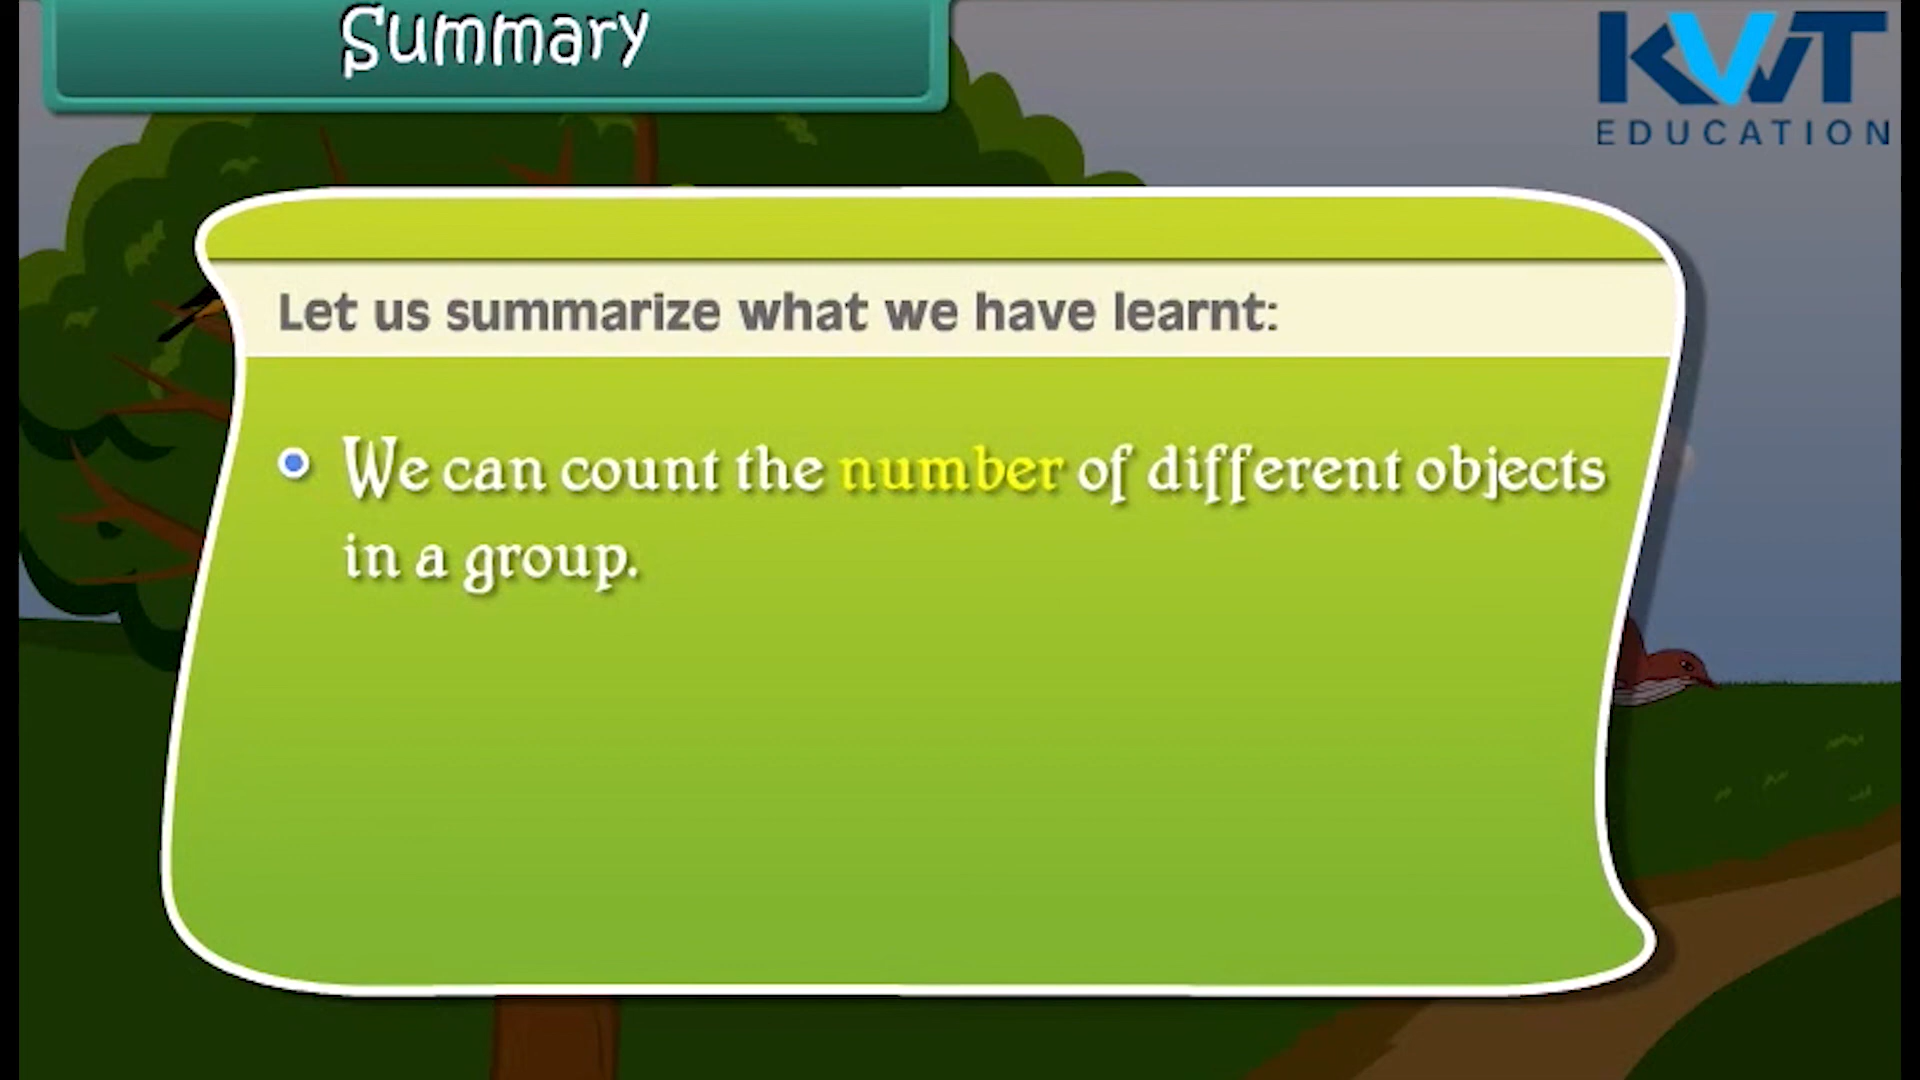 Summary
KWT
EDUCATION
Let us summarize what we have learnt:
We can count the number of different objects
in a group.